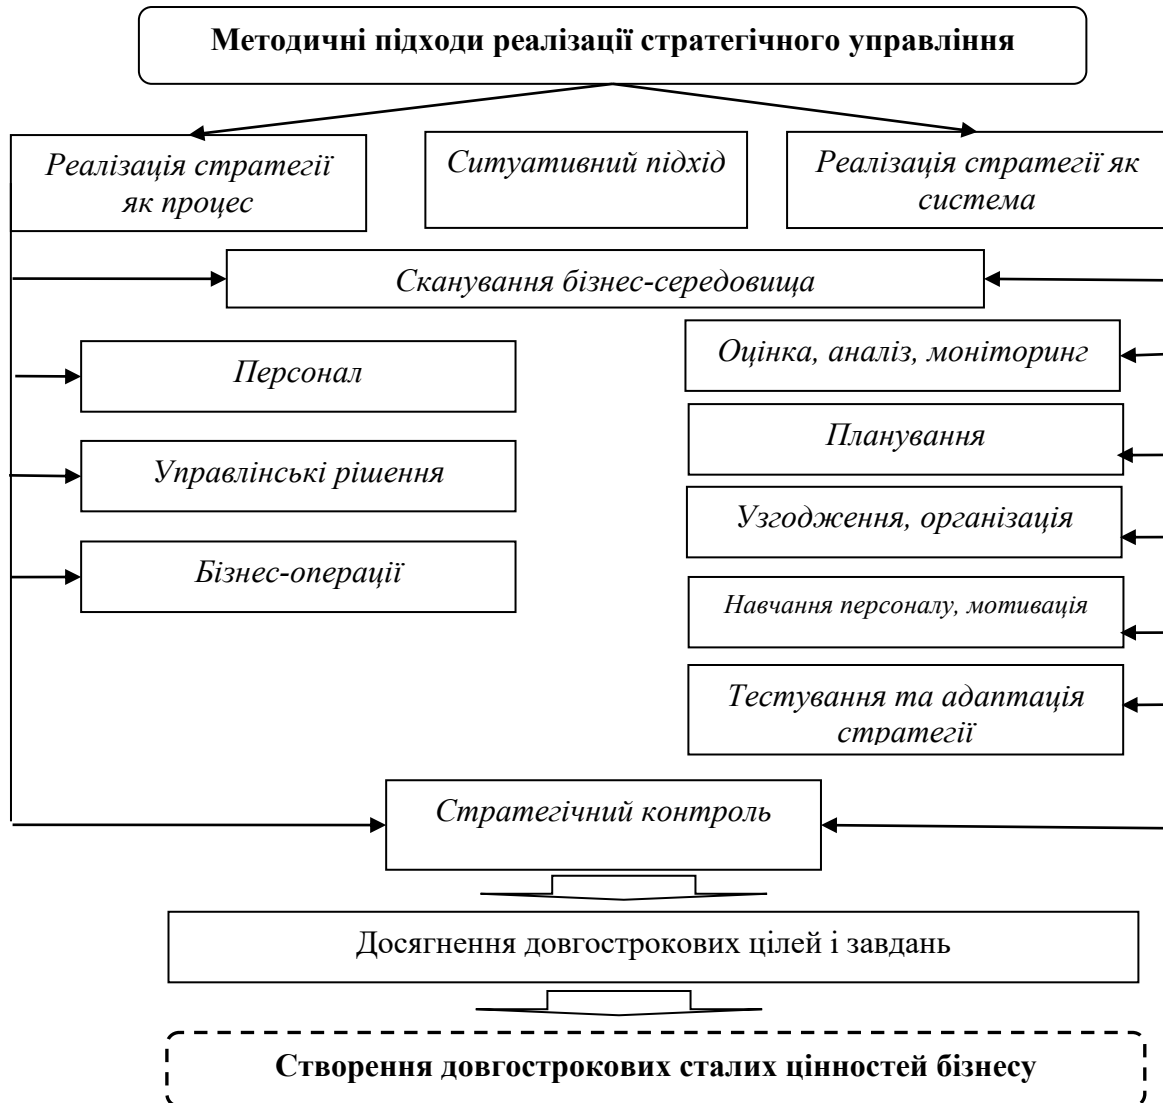 Методичні підходи реалізації стратегічного управління
Реалізація стратегії
як процес
Ситуативний підхід
Реалізація стратегії як
система
Сканування бізнес-середовища
Персонал
Управлінські рішення
Бізнес-операції
Оцінка, аналіз, моніторинг
Планування
Узгодження, організація
Навчання персоналу, мотивація
Тестування та адаптація
стратегії
Стратегічний контроль
Досягнення довгострокових цілей і завдань
Створення довгострокових сталих цінностей бізнесу